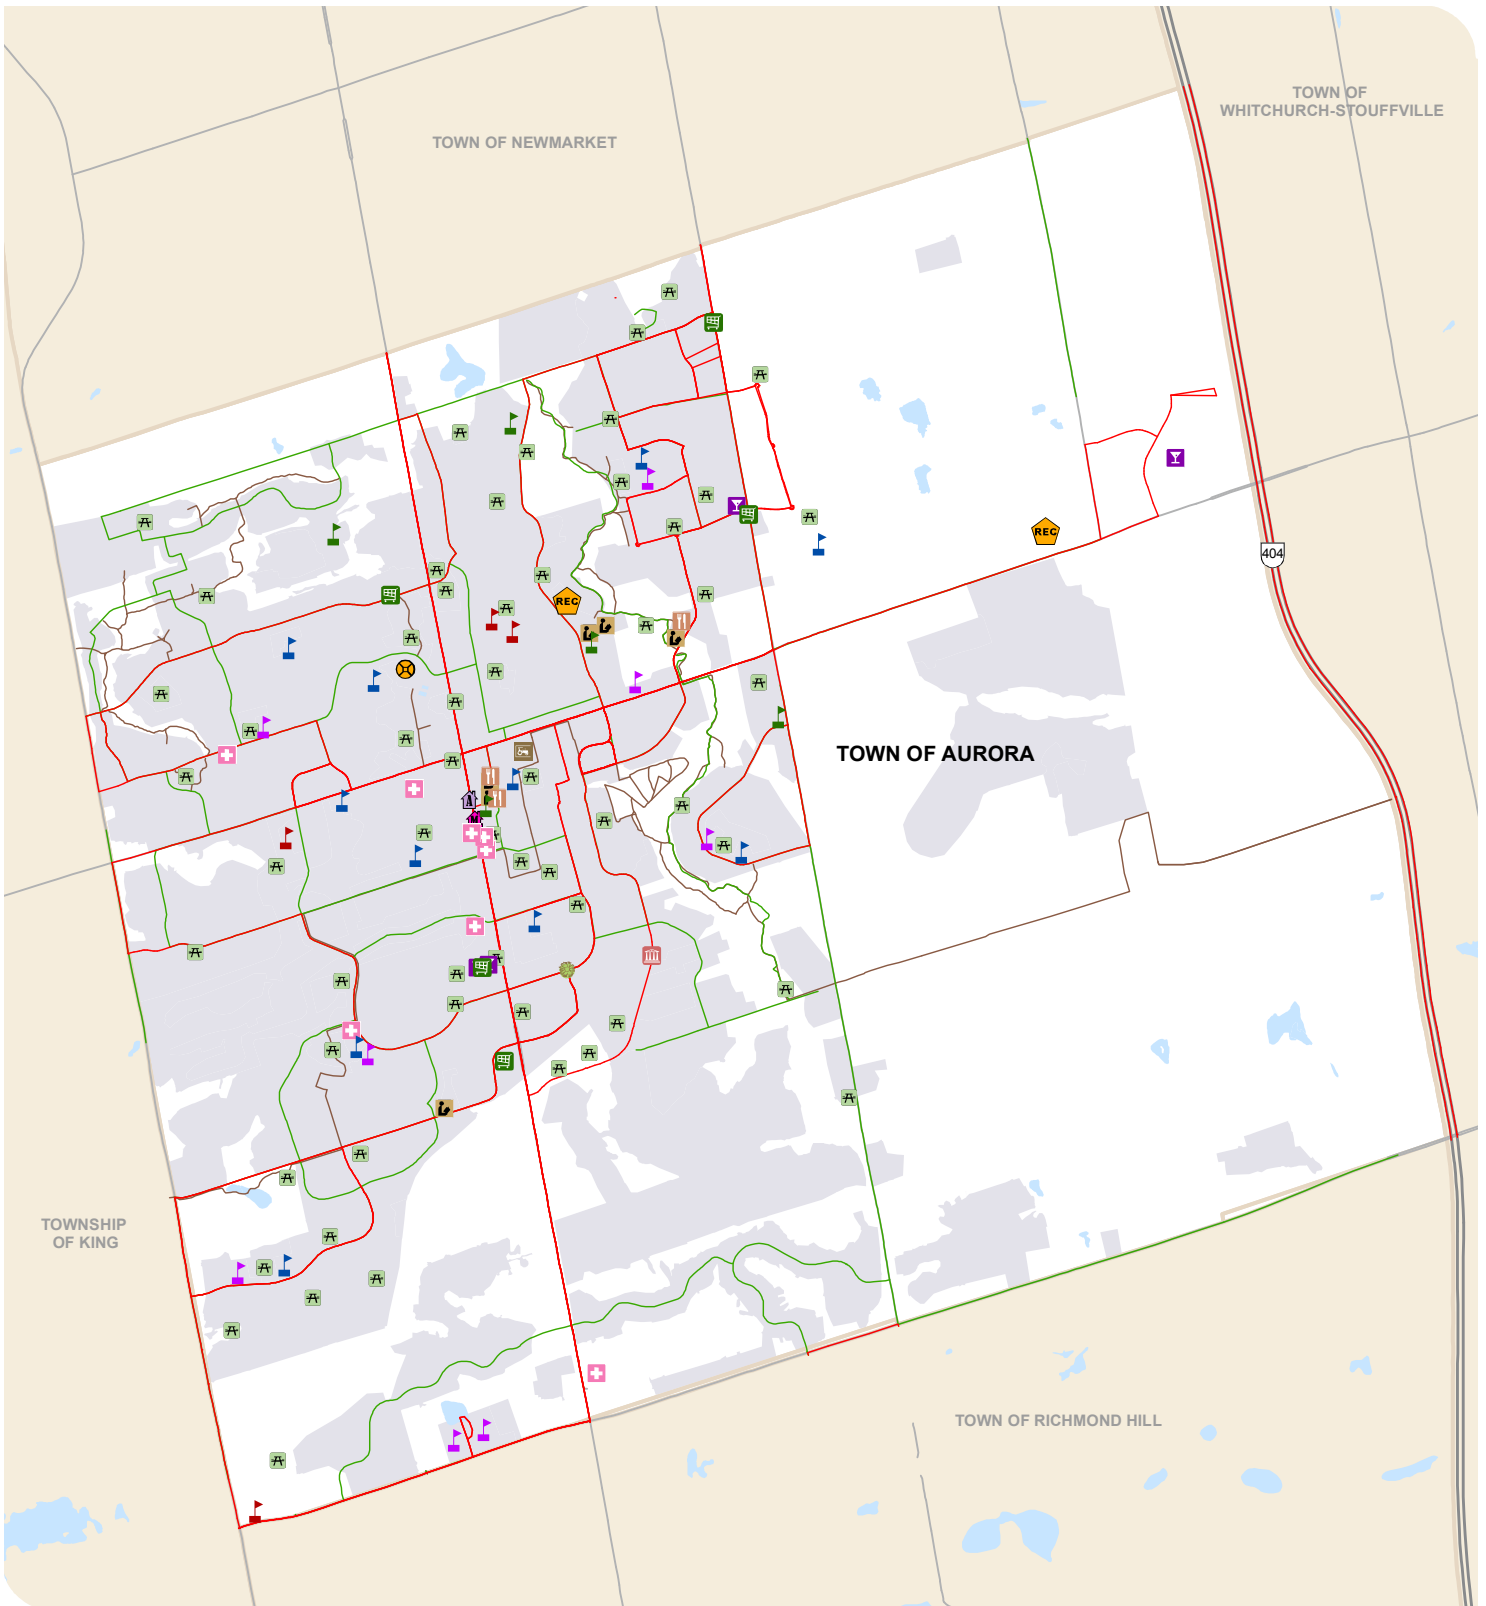 TOWN OF
WHITCHURCH-STOUFFVILLE
TOWN OF NEWMARKET
REC
404
REC
TOWN OF AURORA
TOWNSHIP
OF KING
TOWN OF RICHMOND HILL